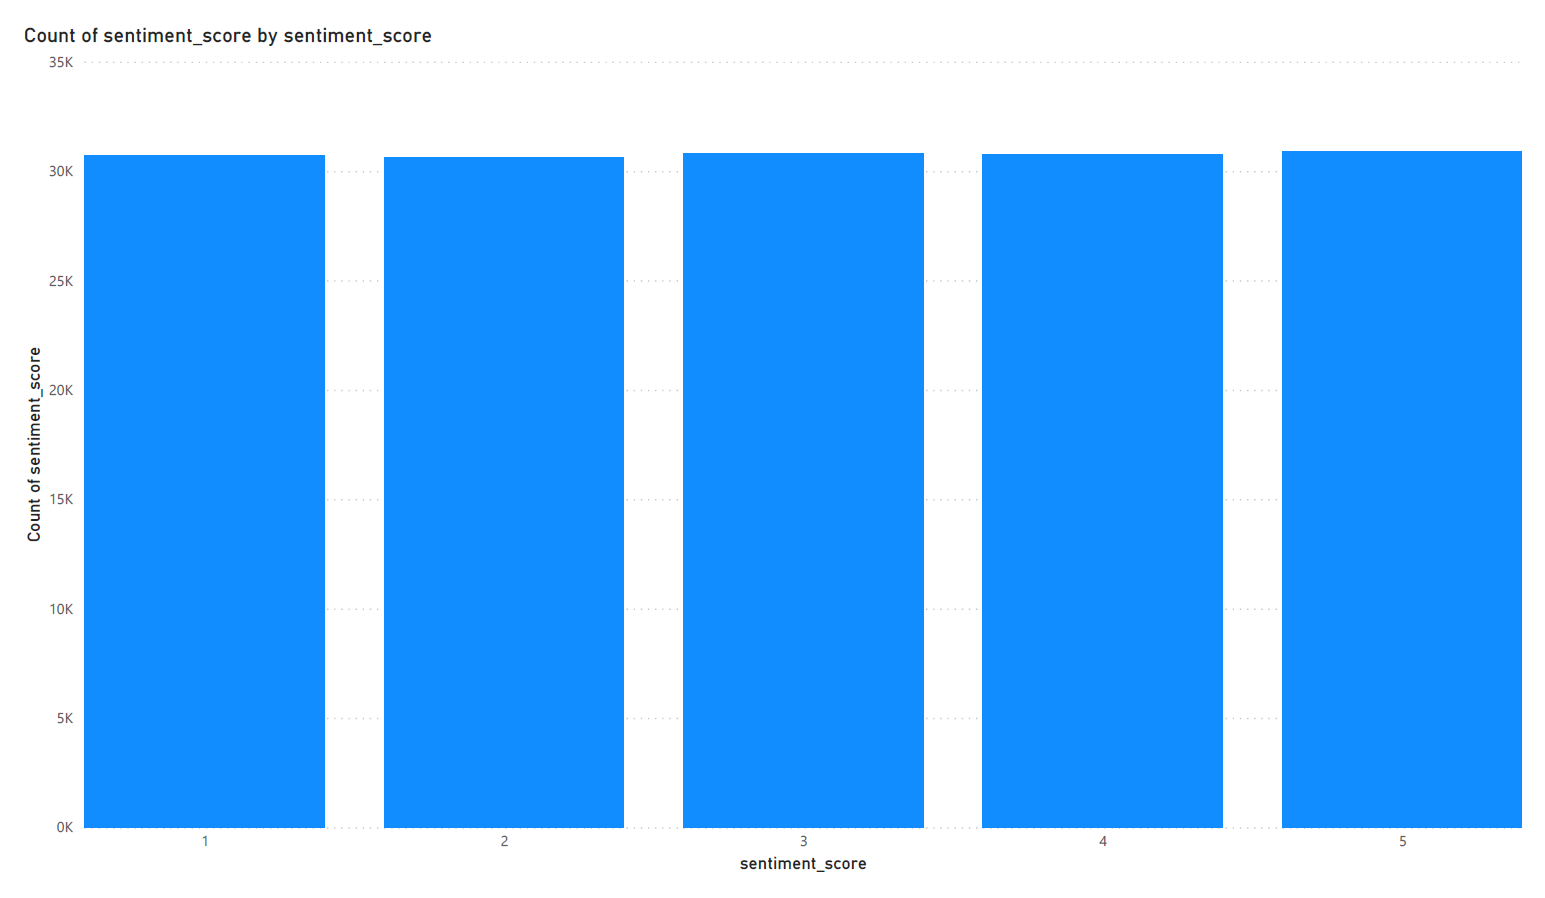 Count of sentiment_score by sentiment_score
35K
30K
25K
20K
15K
10K
5K
0K
Count of sentiment_score
1 2 3 4 5
sentiment_score